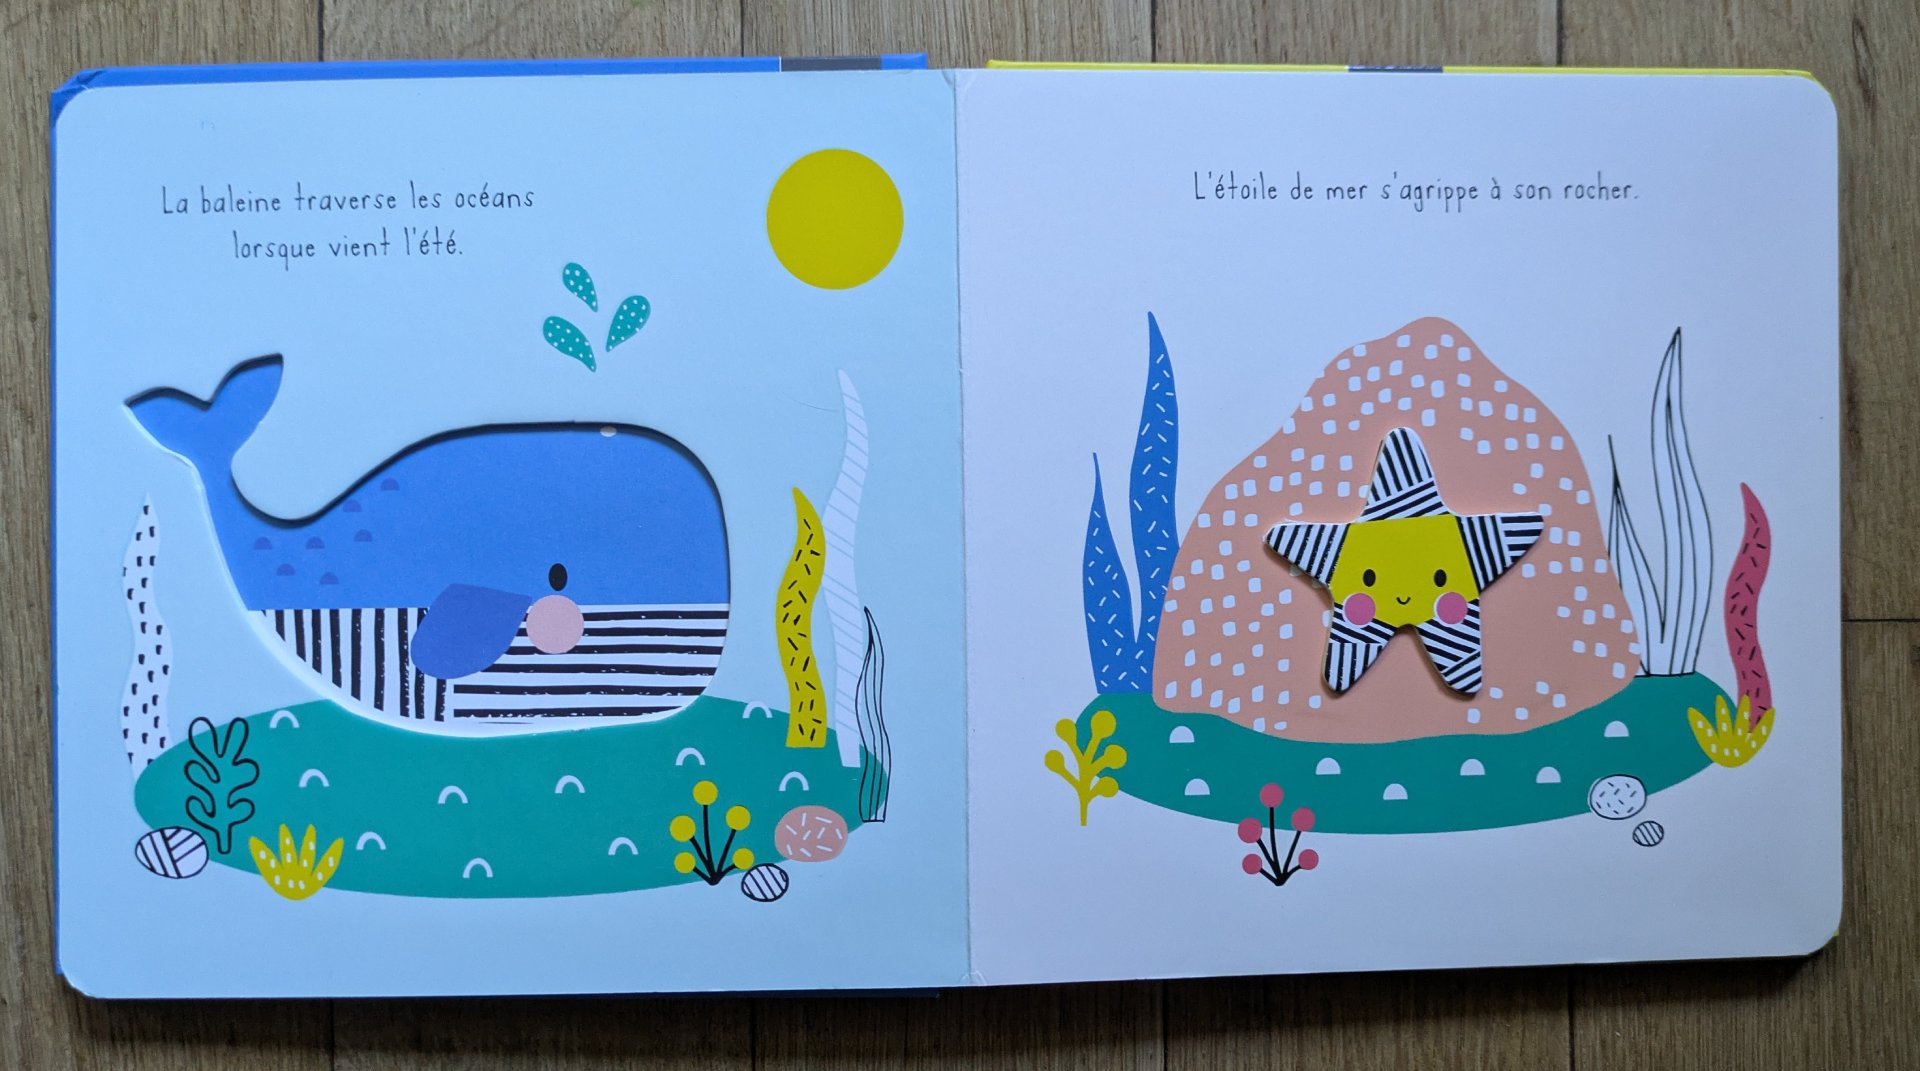 La baleine traverse les océans
lorsque vient l'été.
L'étoile de mer s'agrippe à son rocher.